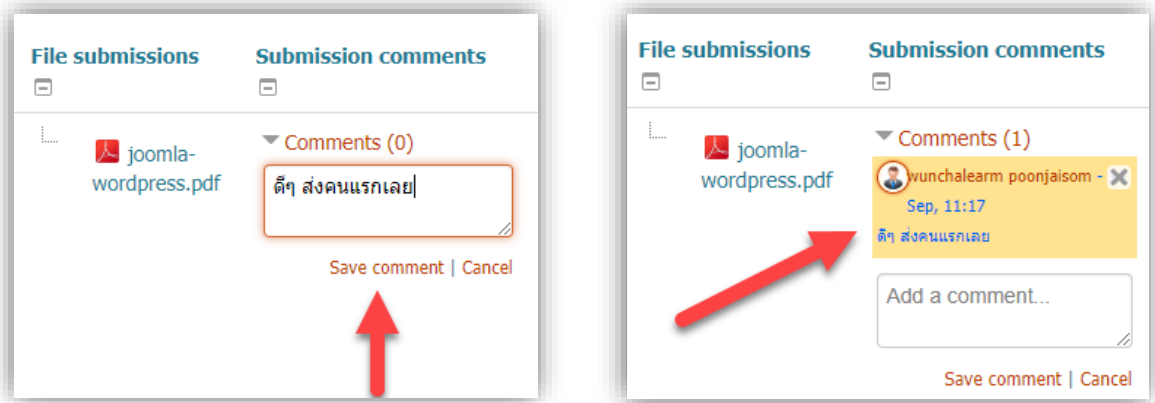 File submissions
Submission comments
joomla-
wordpress.pdf
Comments (0)
ดีๆ ส่งคนแรกเลย
Save comment | Cancel
File submissions
Submission comments
joomla-
wordpress.pdf
Comments (1)
wunchalearm poonjaisom -
Sep, 11:17
ดีๆ ส่งคนแรกเลย
Add a comment...
Save comment | Cancel